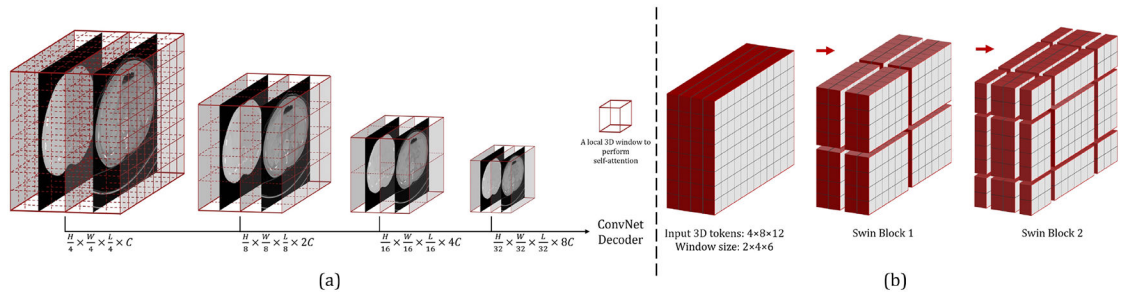 A local 3D window to
perform
self-attention
H/4 × W/4 × L/4 × C
H/8 × W/8 × L/8 × 2C
H/16 × W/16 × L/16 × 4C
H/32 × W/32 × L/32 × 8C
ConvNet
Decoder
(a)
Input 3D tokens: 4×8×12
Window size: 2×4×6
Swin Block 1
Swin Block 2
(b)